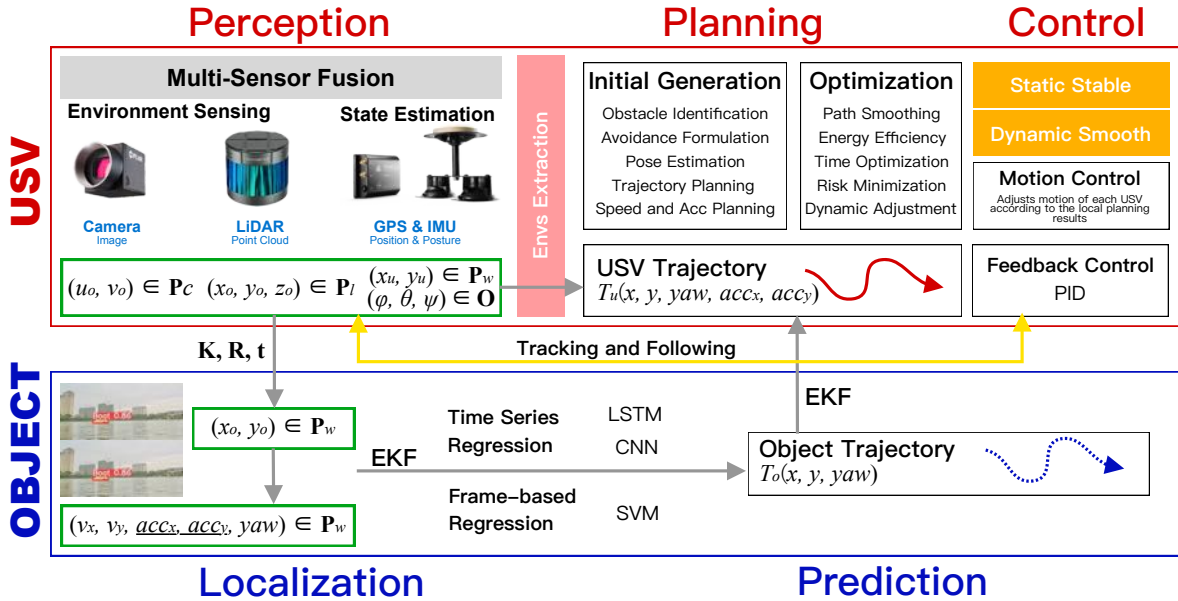 Perception
Planning
Control
USV
Multi-Sensor Fusion
Environment Sensing
State Estimation
Camera
Image
LiDAR
Point Cloud
GPS & IMU
Position & Posture
(uo, vo) ∈ Pc
(xo, yo, zo) ∈ Pl
(xu, yu) ∈ Pw
(φ, θ, ψ) ∈ O
Envs Extraction
Initial Generation
Obstacle Identification
Avoidance Formulation
Pose Estimation
Trajectory Planning
Speed and Acc Planning
Optimization
Path Smoothing
Energy Efficiency
Time Optimization
Risk Minimization
Dynamic Adjustment
USV Trajectory
Tu(x, y, yaw, accx, accy)
Static Stable
Dynamic Smooth
Motion Control
Adjusts motion of each USV
according to the local planning
results
Feedback Control
PID
K, R, t
Tracking and Following
OBJECT
(xo, yo) ∈ Pw
(vx, vy, accx, accy, yaw) ∈ Pw
EKF
Time Series
Regression
LSTM
CNN
Frame-based
Regression
SVM
EKF
Object Trajectory
To(x, y, yaw)
Localization
Prediction